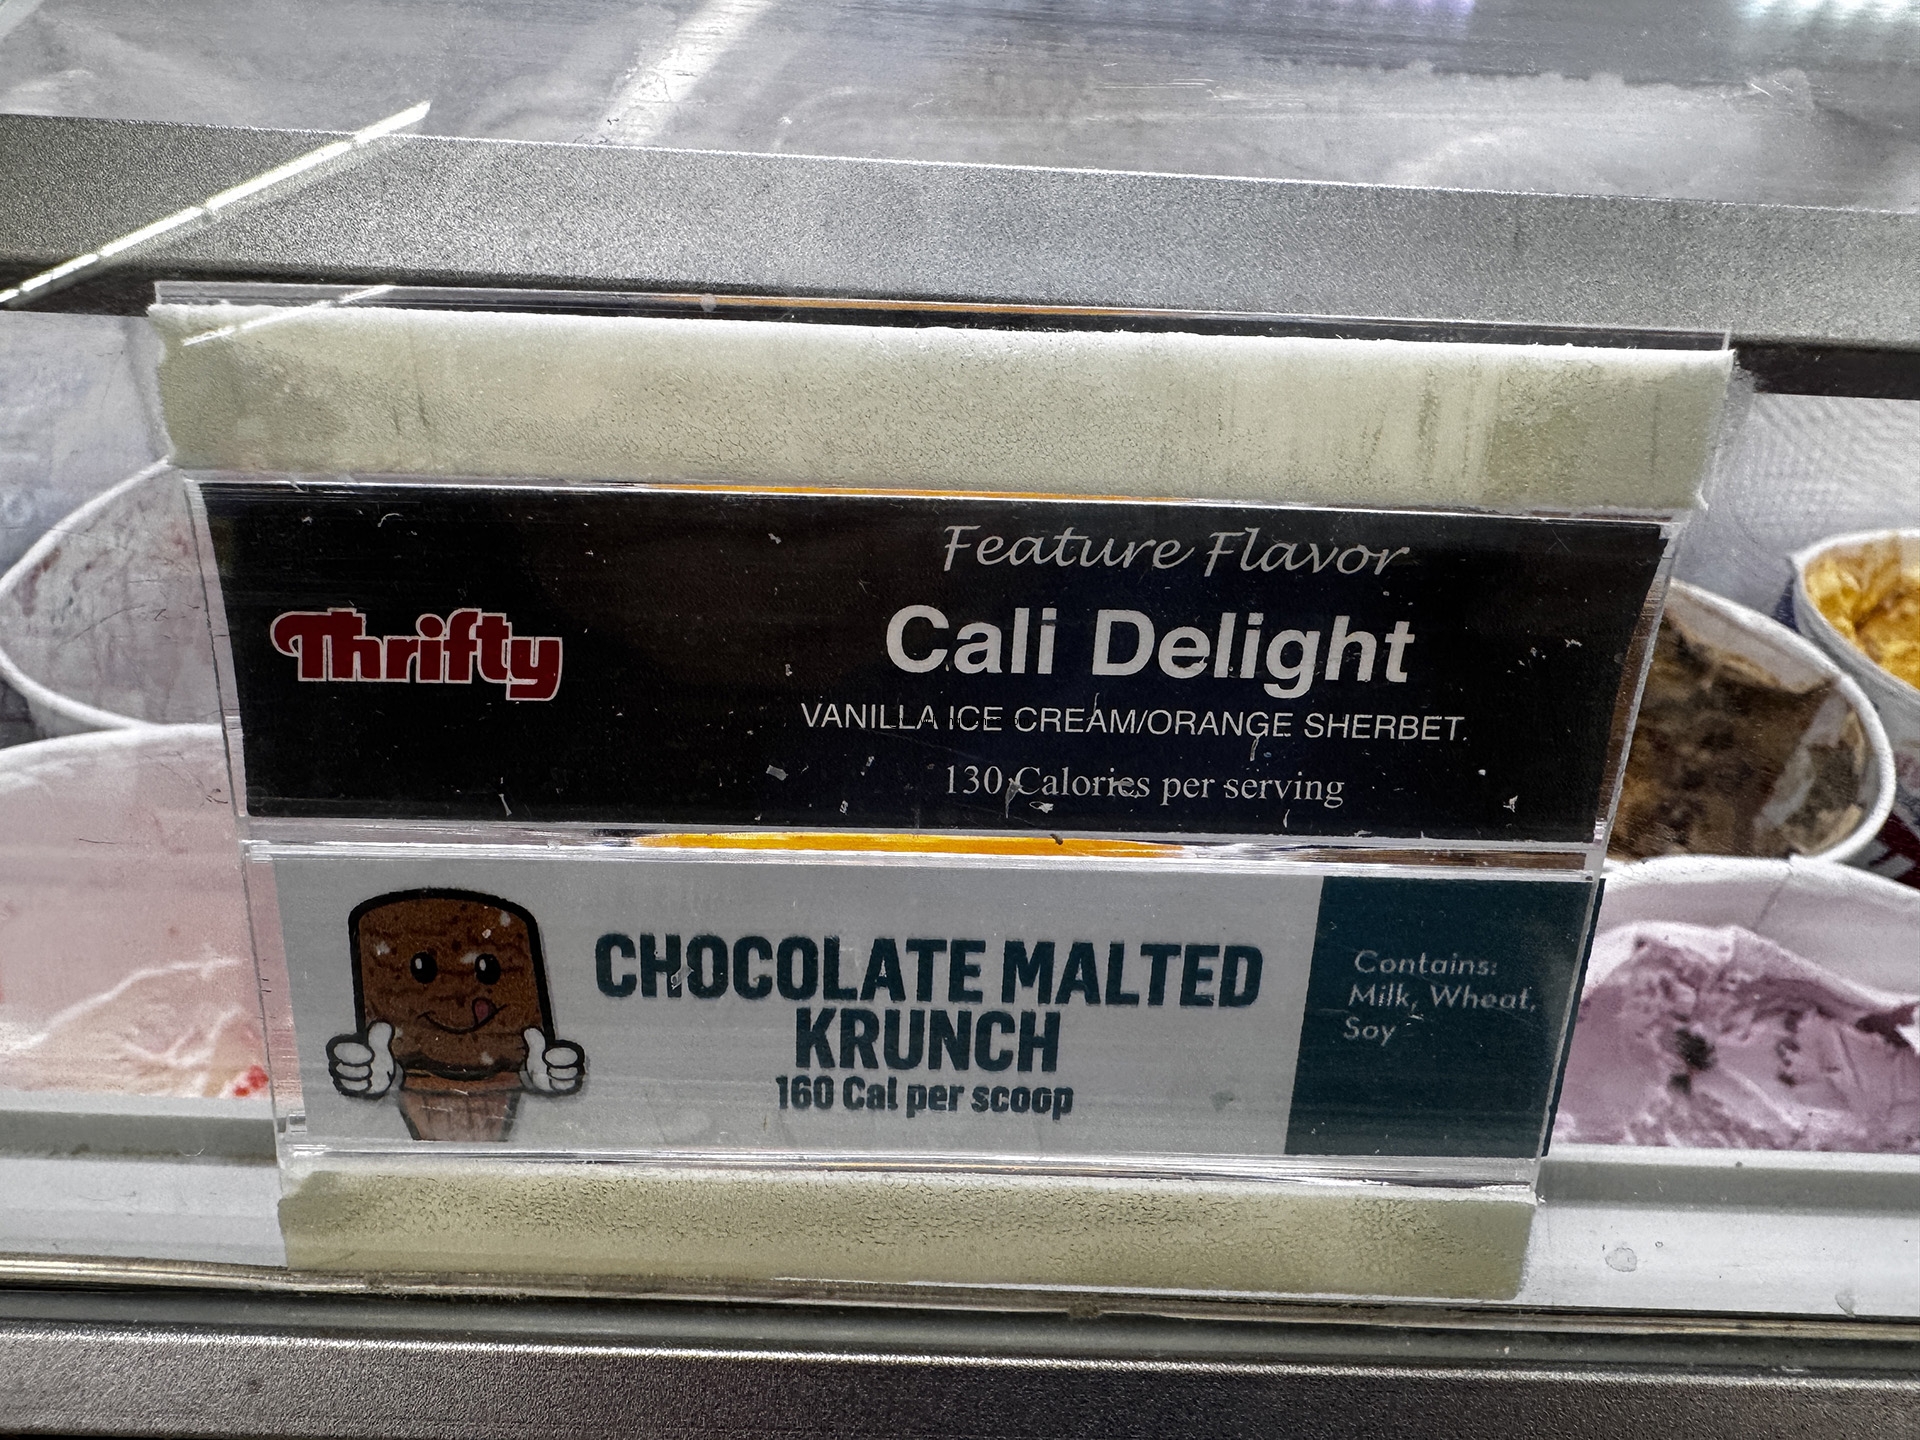 Feature Flavor
Thrifty
Cali Delight
VANILLA ICE CREAM/ORANGE SHERBET.
130 Calories per serving
CHOCOLATE MALTED
KRUNCH
160 Cal per scoop
Contains:
Milk, Wheat,
Soy